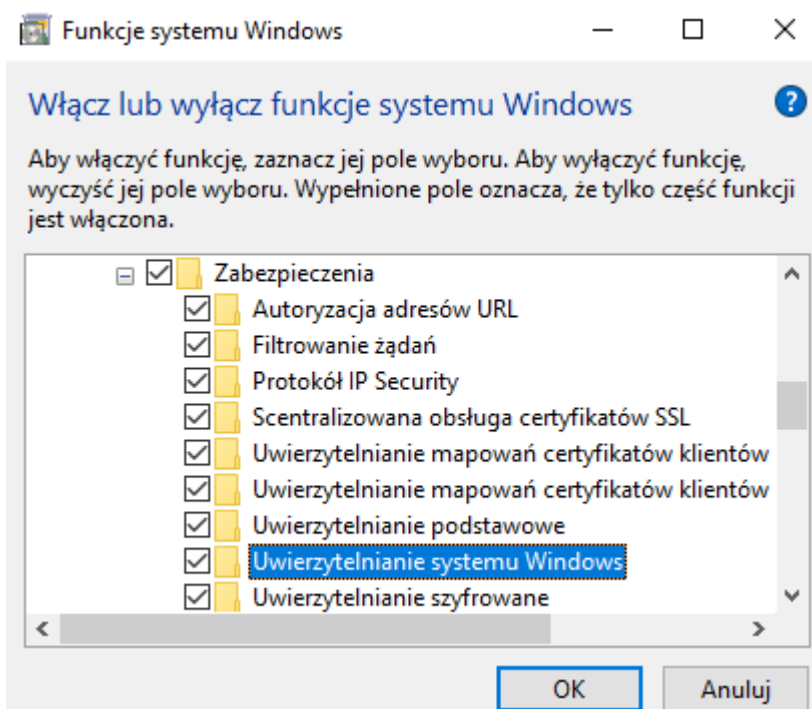 Funkcje systemu Windows
Włącz lub wyłącz funkcje systemu Windows
?
Aby włączyć funkcję, zaznacz jej pole wyboru. Aby wyłączyć funkcję,
wyczyść jej pole wyboru. Wypełnione pole oznacza, że tylko część funkcji
jest włączona.
Zabezpieczenia
Autoryzacja adresów URL
Filtrowanie żądań
Protokół IP Security
Scentralizowana obsługa certyfikatów SSL
Uwierzytelnianie mapowań certyfikatów klientów
Uwierzytelnianie mapowań certyfikatów klientów
Uwierzytelnianie podstawowe
Uwierzytelnianie systemu Windows
Uwierzytelnianie szyfrowane
OK
Anuluj